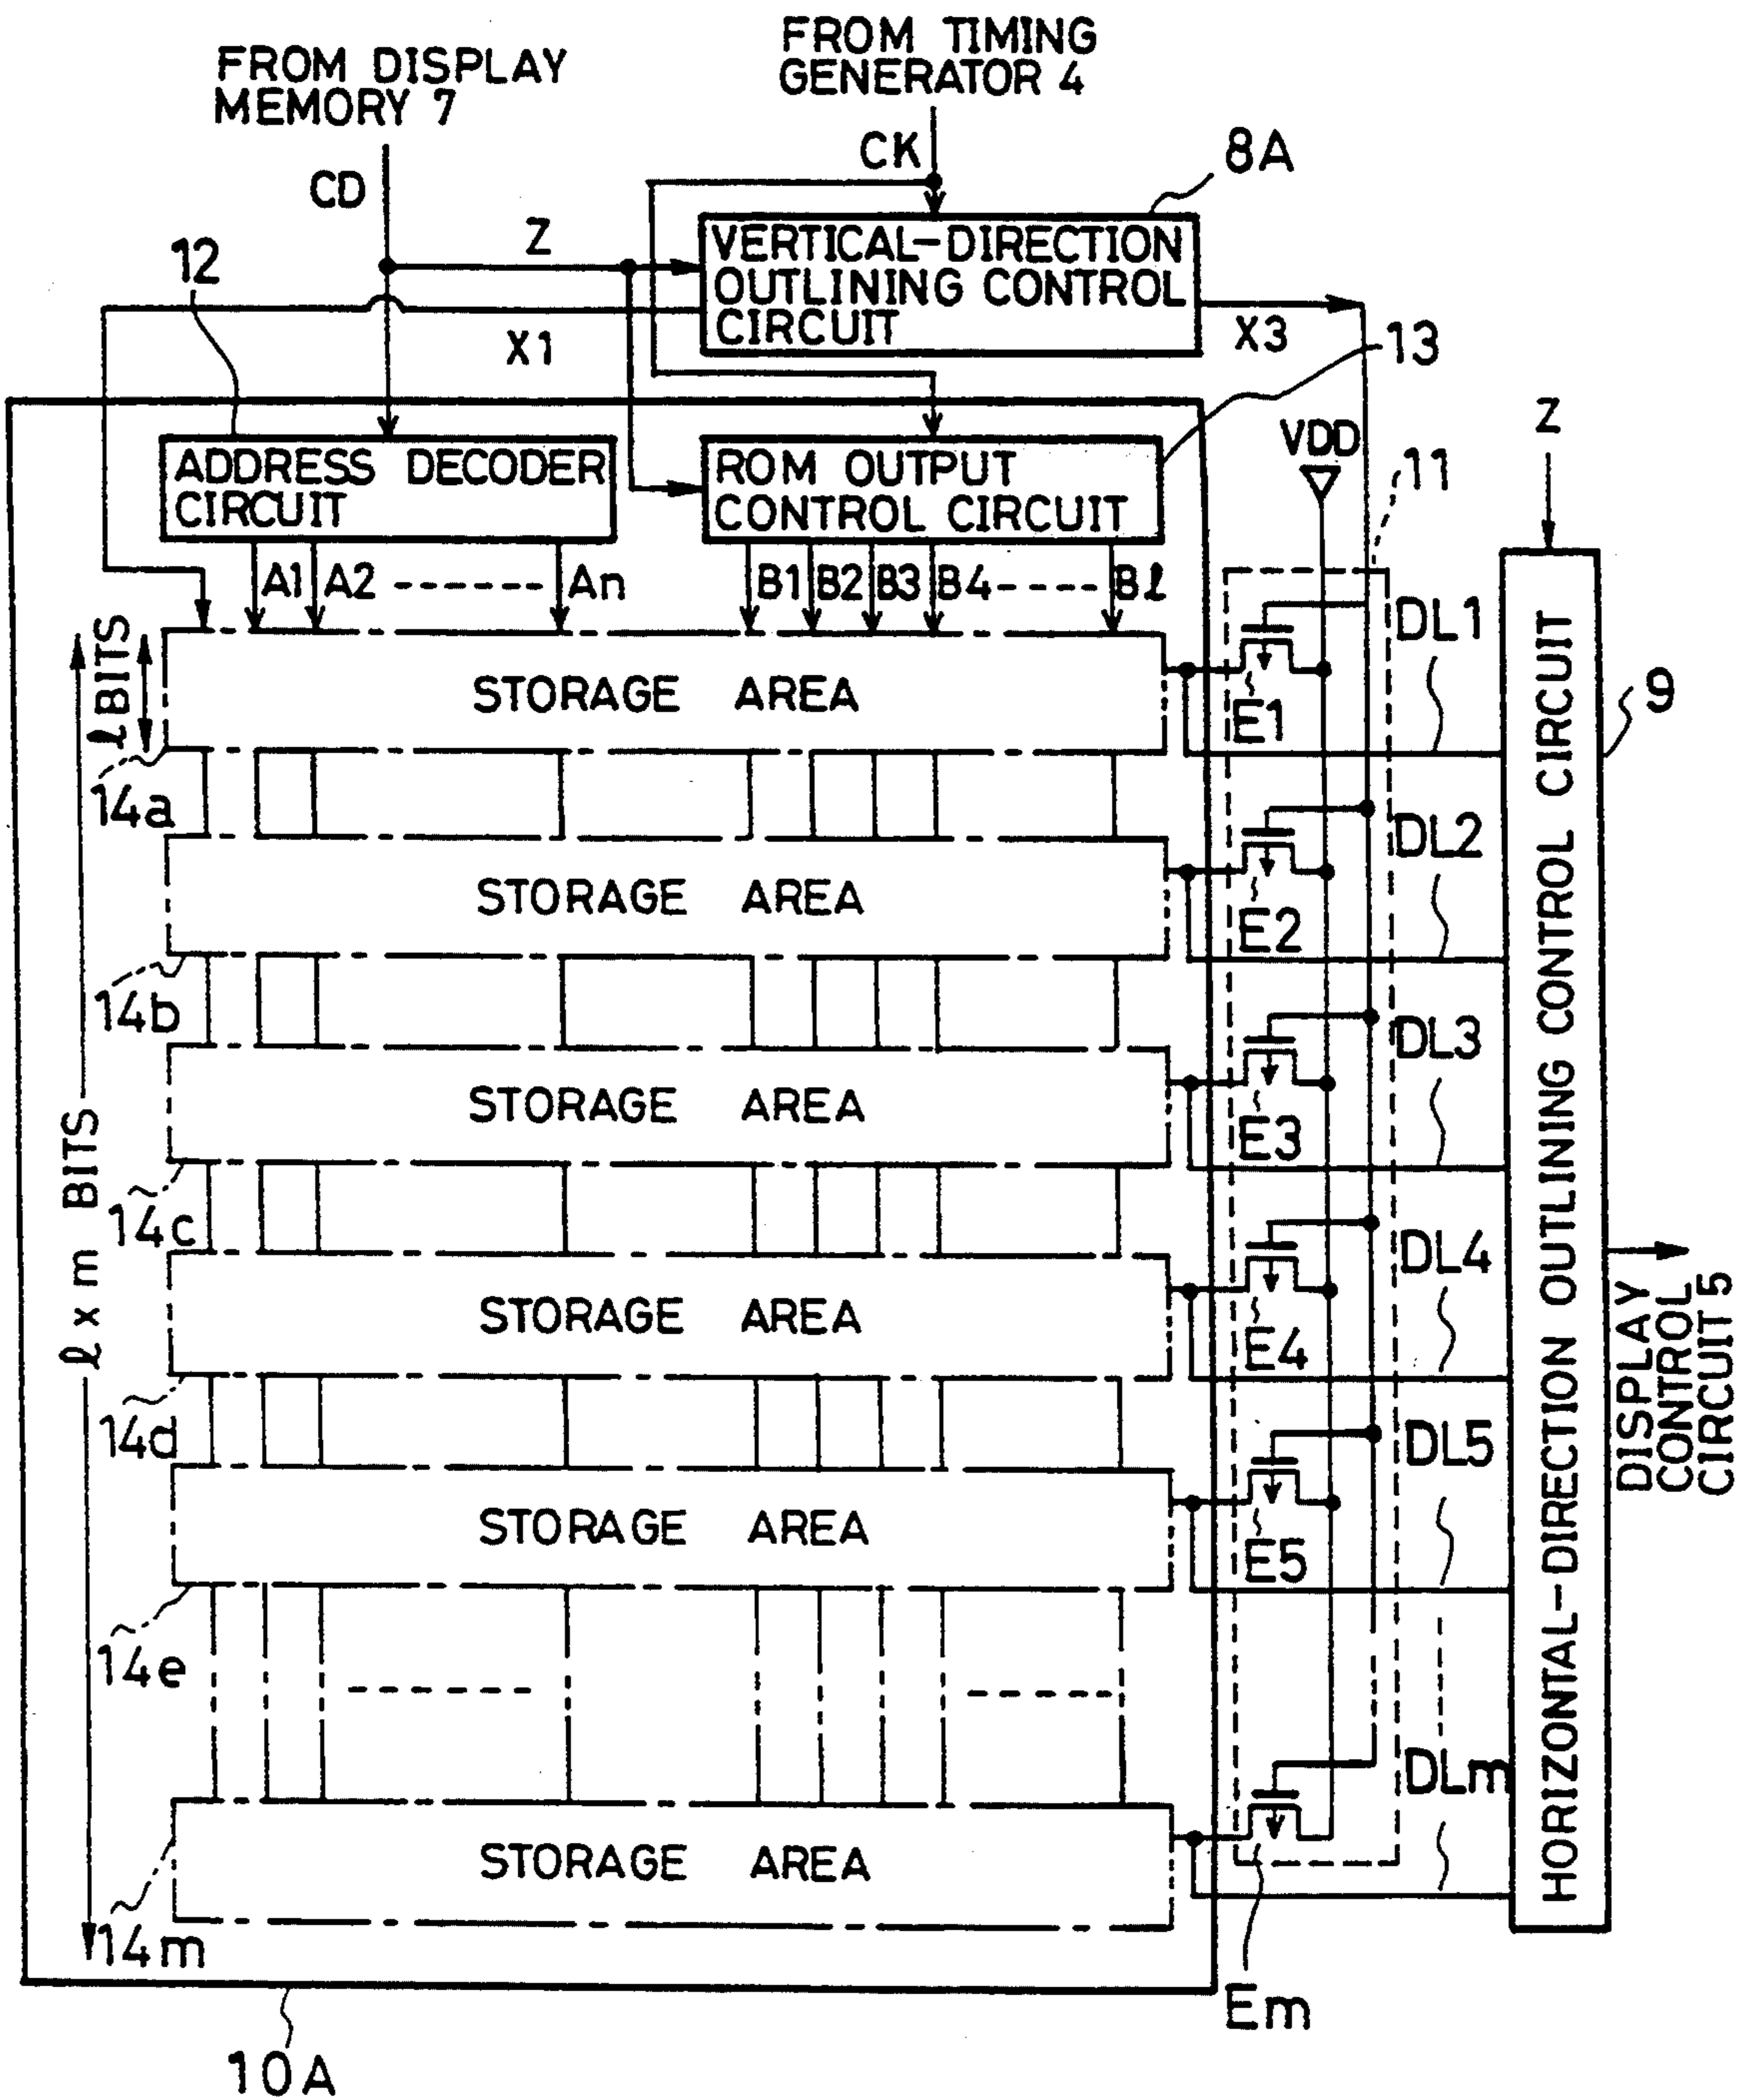 FROM DISPLAY
MEMORY 7
FROM TIMING
GENERATOR 4
CD
CK
8A
Z
12
VERTICAL-DIRECTION
OUTLINING CONTROL
CIRCUIT
X1
X3
13
Z
VDD
11
ADDRESS DECODER
CIRCUIT
ROM OUTPUT
CONTROL CIRCUIT
A1 A2 ------ An
B1 B2 B3 B4 ---- Bℓ
ℓ BITS
ℓ x m BITS
STORAGE AREA
14a
E1
DL1
9
STORAGE AREA
14b
E2
DL2
STORAGE AREA
14c
E3
DL3
STORAGE AREA
14d
E4
DL4
STORAGE AREA
14e
E5
DL5
STORAGE AREA
14m
Em
DLm
HORIZONTAL-DIRECTION OUTLINING CONTROL CIRCUIT
DISPLAY
CONTROL
CIRCUIT 5
10A